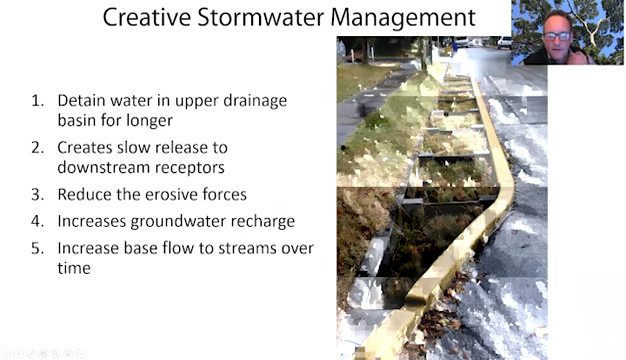 Creative Stormwater Management
1. Detain water in upper drainage
basin for longer
2. Creates slow release to
downstream receptors
3. Reduce the erosive forces
4. Increases groundwater recharge
5. Increase base flow to streams over
time